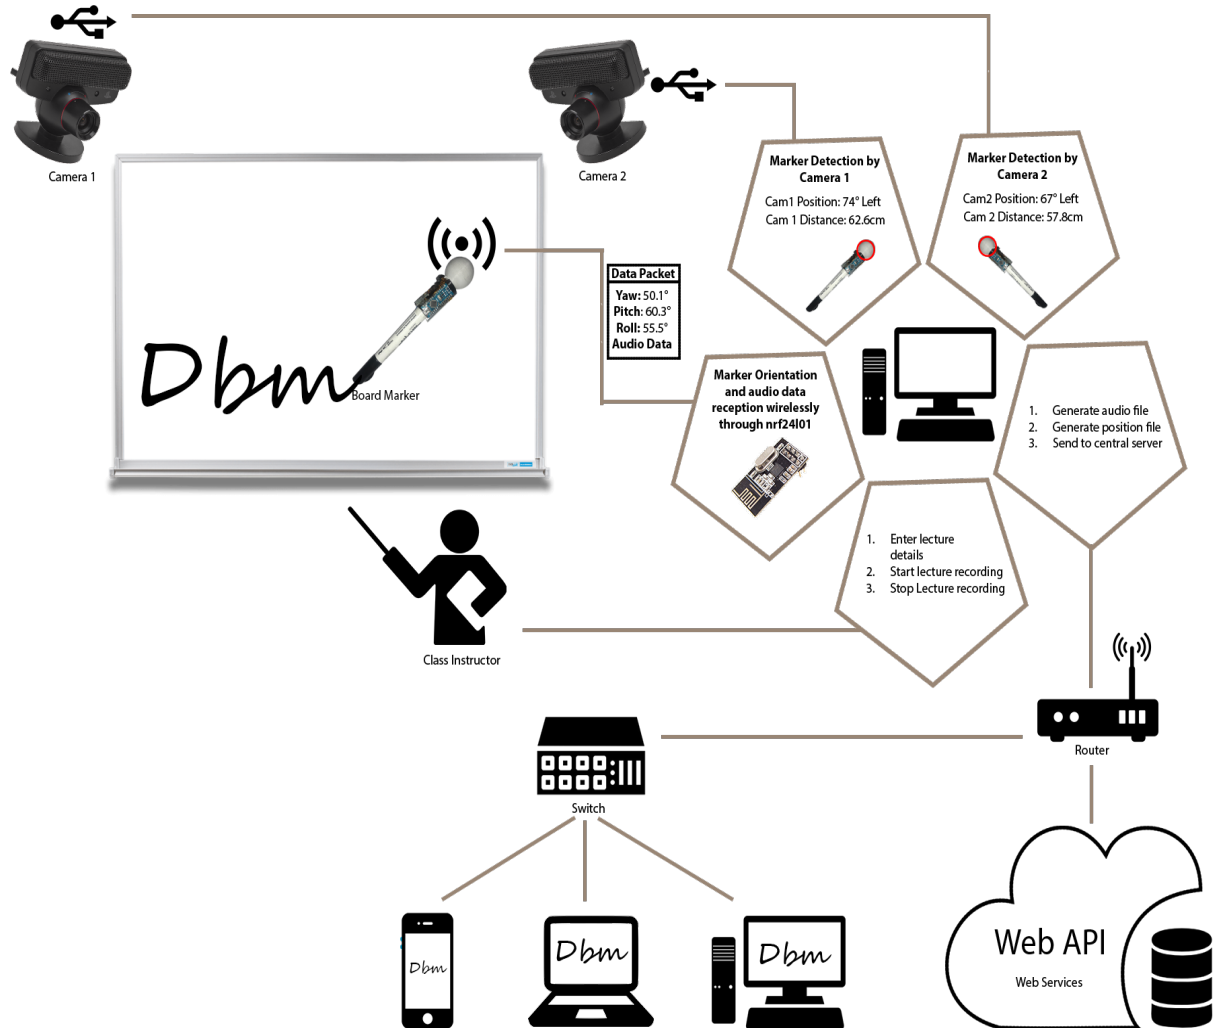 Camera 1
Camera 2
Marker Detection by
Camera 1
Cam1 Position: 74° Left
Cam 1 Distance: 62.6cm
Marker Detection by
Camera 2
Cam2 Position: 67° Left
Cam 2 Distance: 57.8cm
Data Packet
Yaw: 50.1°
Pitch: 60.3°
Roll: 55.5°
Audio Data
Dbm
Board Marker
Marker Orientation
and audio data
reception wirelessly
through nrf24l01
1. Generate audio file
2. Generate position file
3. Send to central server
1. Enter lecture
details
2. Start lecture recording
3. Stop Lecture recording
Class Instructor
Router
Switch
Dbm
Dbm
Dbm
Web API
Web Services